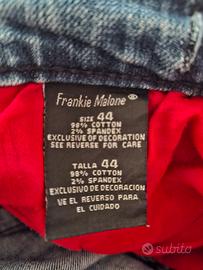 Frankie Malone®
SIZE 44
98% COTTON
2% SPANDEX
EXCLUSIVE OF DECORATION
SEE REVERSE FOR CARE
TALLA 44
98% COTTON
2% SPANDEX
EXCLUSIVO DE DECORACION
VE EL REVERSO PARA
EL CUIDADO
subito